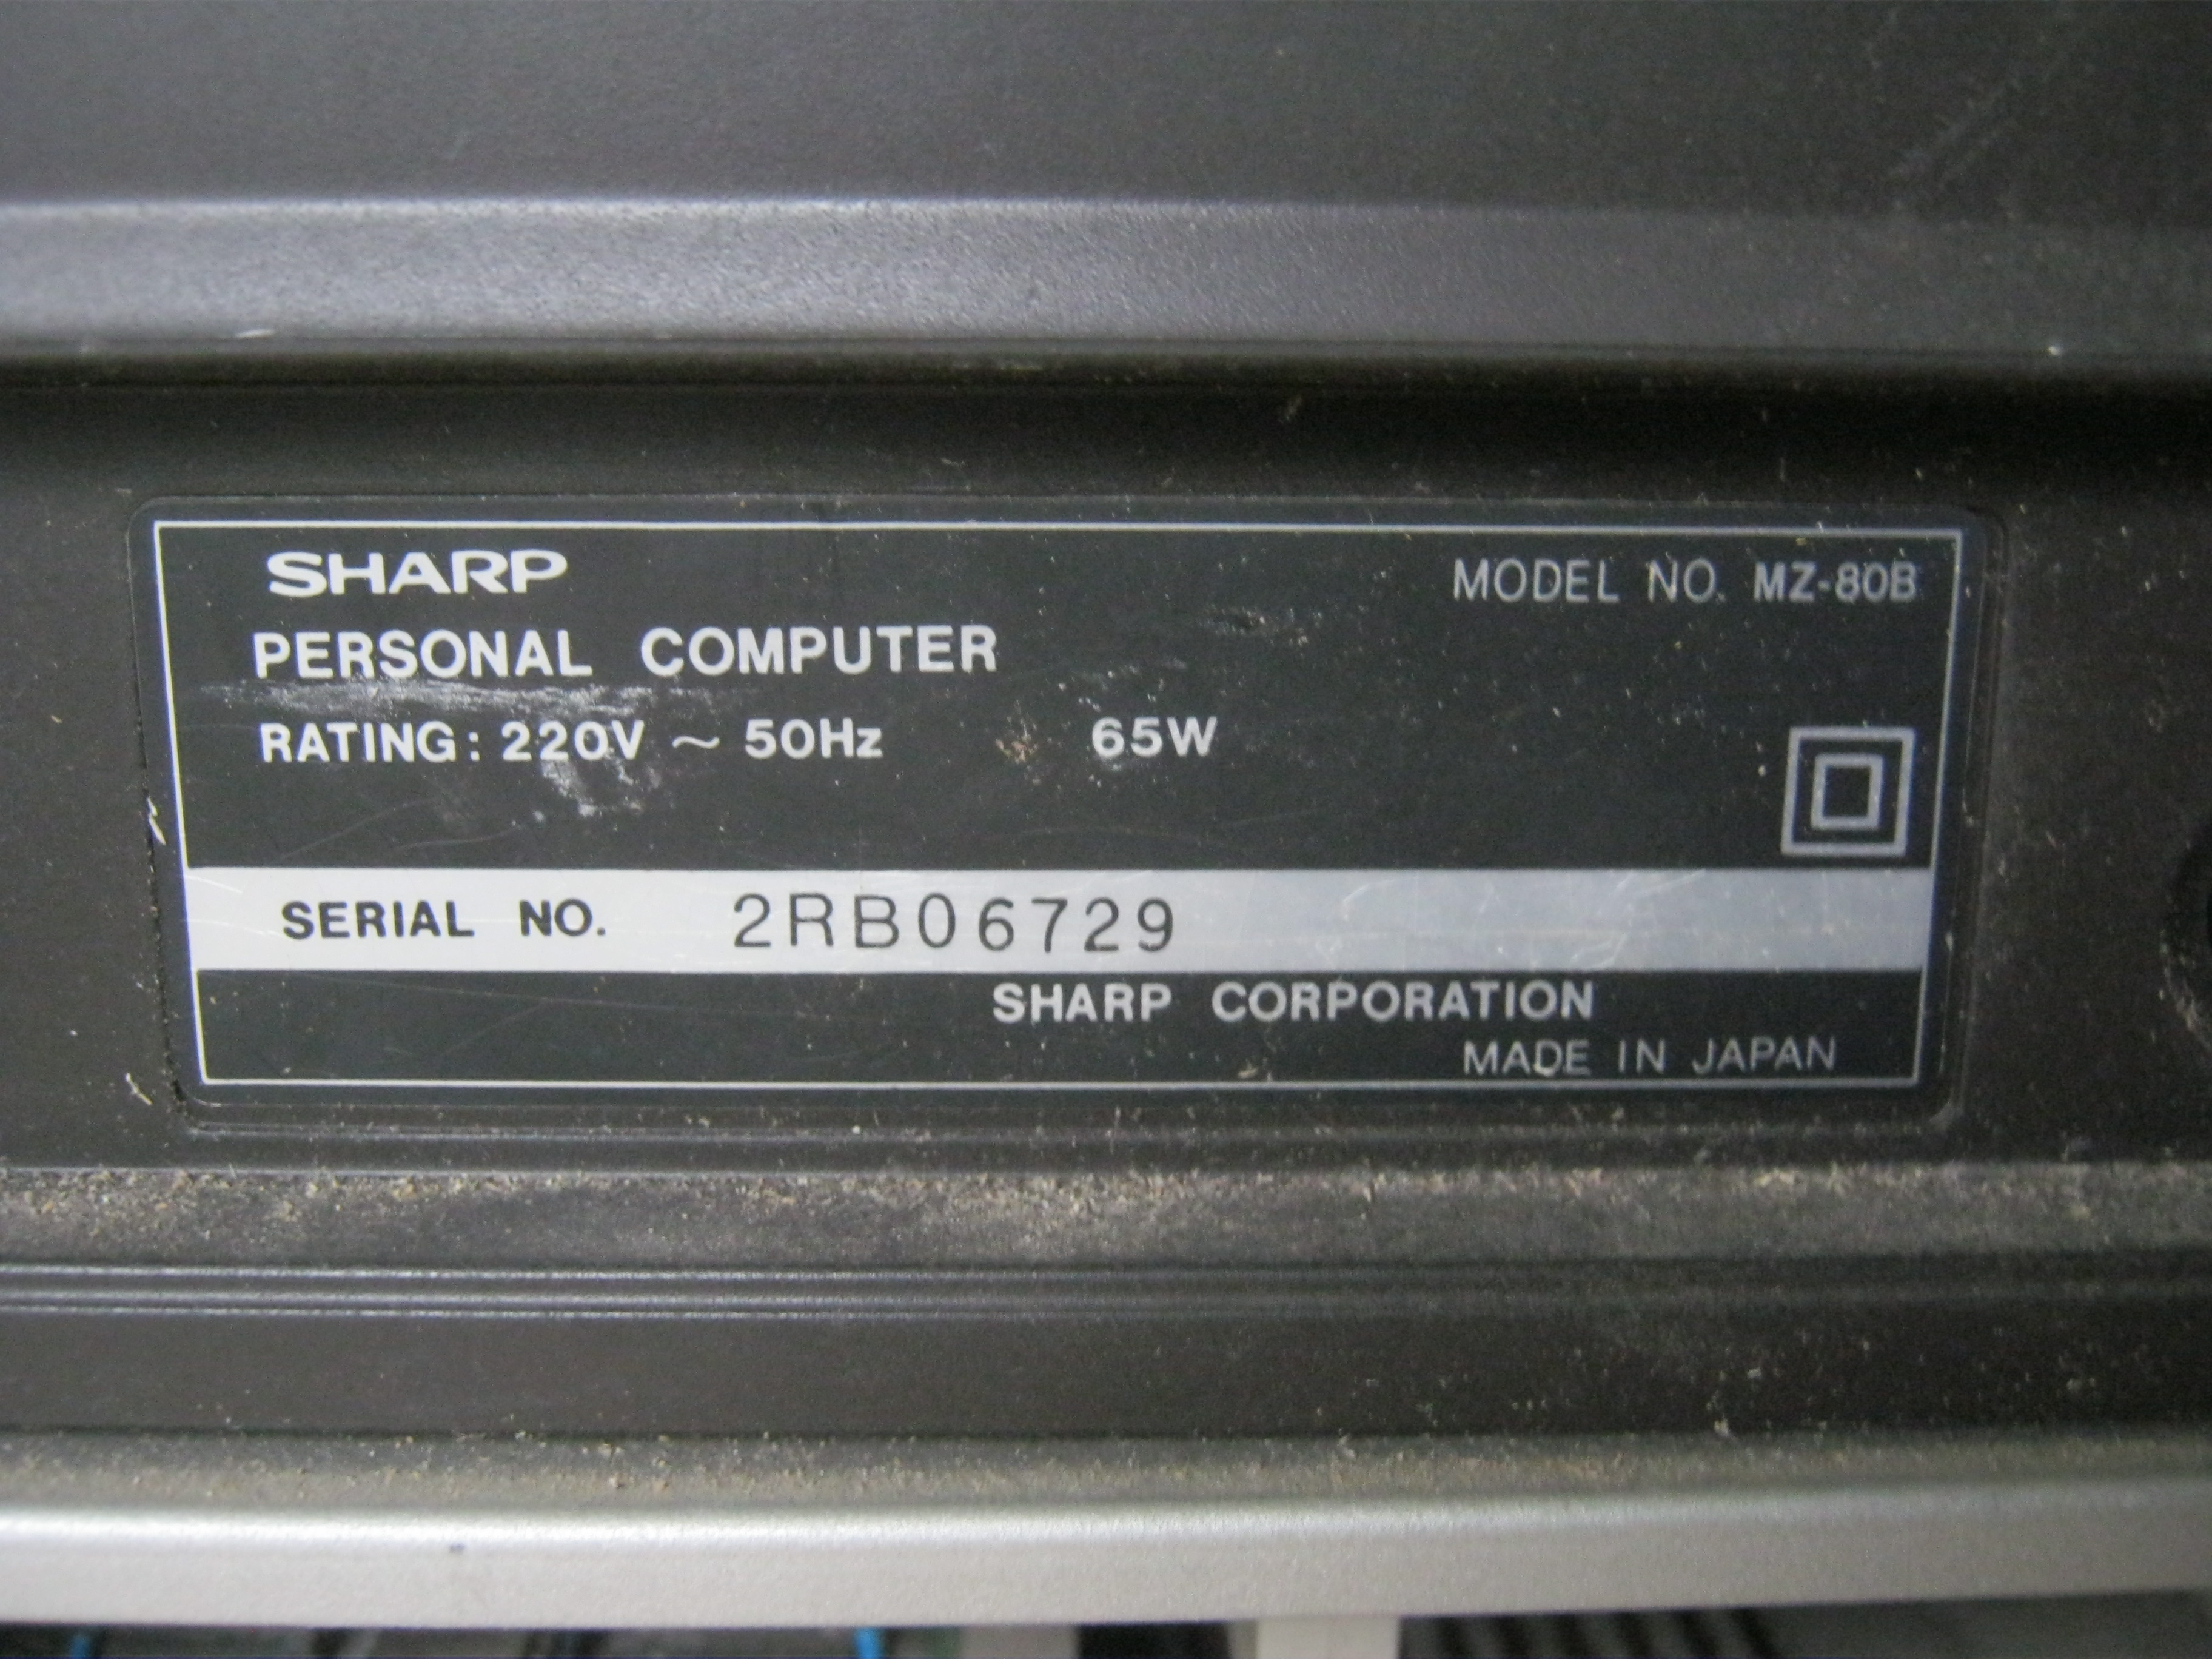 SHARP
MODEL NO. MZ-80B
PERSONAL COMPUTER
RATING: 220V ~ 50Hz 65W
SERIAL NO. 2RB06729
SHARP CORPORATION
MADE IN JAPAN